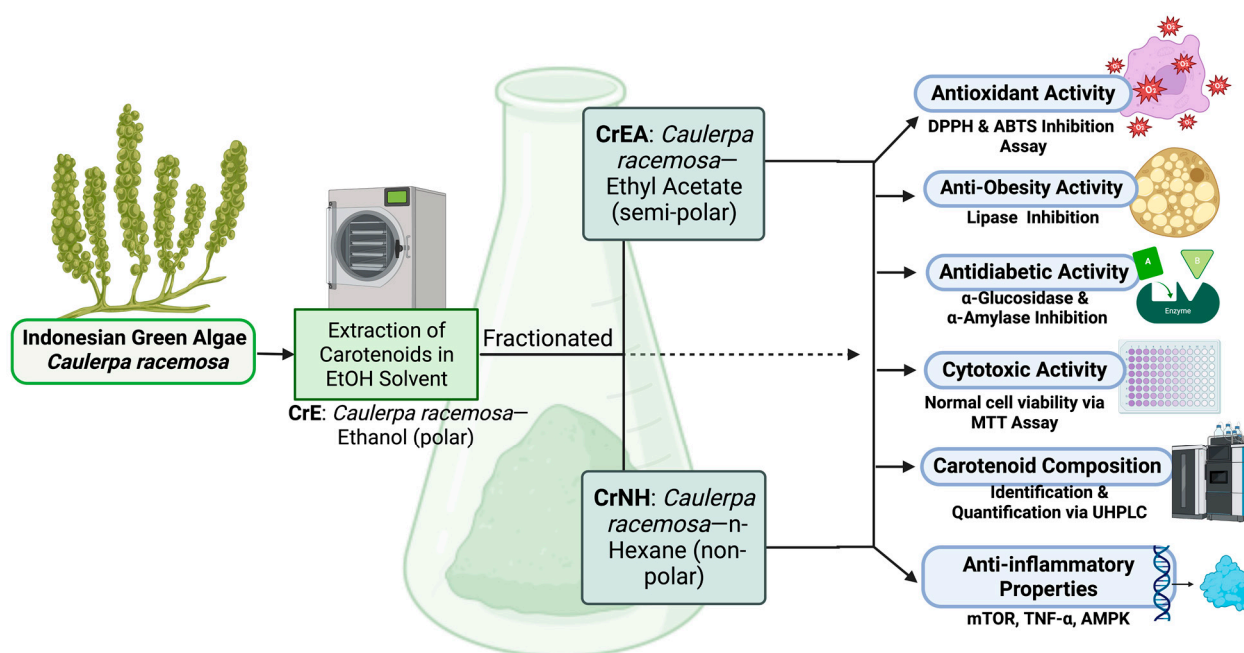 Indonesian Green Algae
Caulerpa racemosa
Extraction of
Carotenoids in
EtOH Solvent
CrE: Caulerpa racemosa—
Ethanol (polar)
Fractionated
CrEA: Caulerpa
racemosa—
Ethyl Acetate
(semi-polar)
CrNH: Caulerpa
racemosa—n-
Hexane (non-
polar)
Antioxidant Activity
DPPH & ABTS Inhibition
Assay
Anti-Obesity Activity
Lipase Inhibition
Antidiabetic Activity
α-Glucosidase &
α-Amylase Inhibition
A
B
Enzyme
Cytotoxic Activity
Normal cell viability via
MTT Assay
Carotenoid Composition
Identification &
Quantification via UHPLC
Anti-inflammatory
Properties
mTOR, TNF-α, AMPK